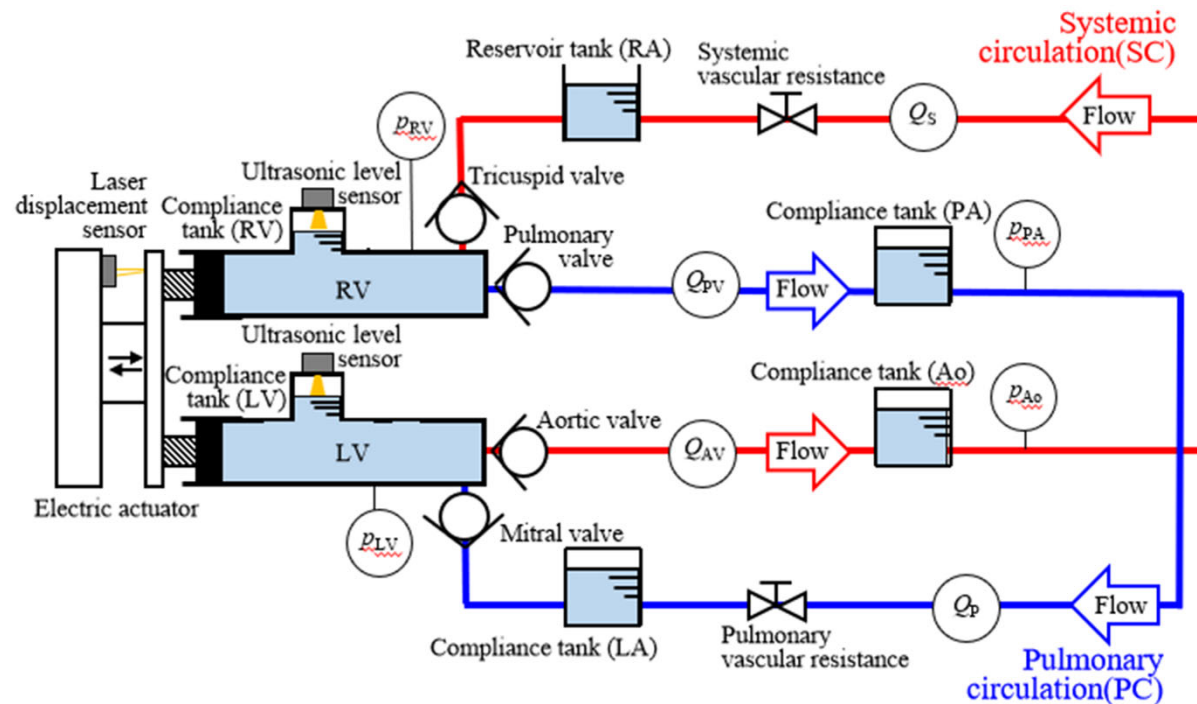 Systemic
circulation(SC)
Reservoir tank (RA)
Systemic
vascular resistance
pRV
QS
Flow
Ultrasonic level
sensor
Laser
displacement
sensor
Compliance
tank (RV)
Tricuspid valve
Pulmonary
valve
Compliance tank (PA)
pPA
RV
QPV
Flow
Ultrasonic level
sensor
Compliance
tank (LV)
Compliance tank (Ao)
pAo
Aortic valve
LV
QAV
Flow
Electric actuator
pLV
Mitral valve
QP
Flow
Compliance tank (LA)
Pulmonary
vascular resistance
Pulmonary
circulation(PC)